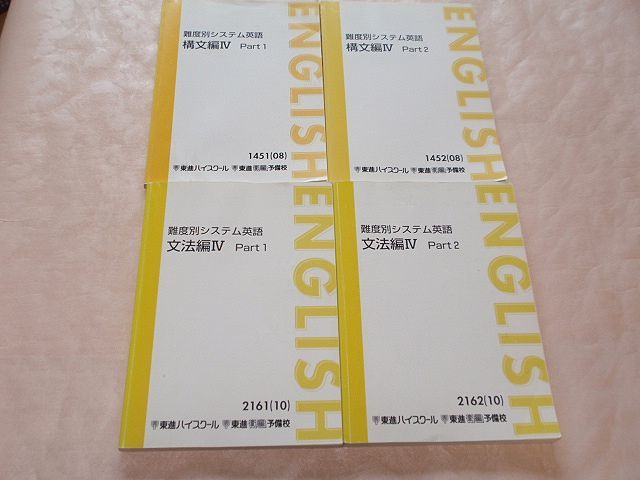 難度別システム英語
構文編Ⅳ Part 1
1451(08)
東進ハイスクール 東進衛星予備校
ENGLISH
難度別システム英語
構文編Ⅳ Part 2
1452(08)
東進ハイスクール 東進衛星予備校
ENGLISH
難度別システム英語
文法編Ⅳ Part 1
2161(10)
東進ハイスクール 東進衛星予備校
ENGLISH
難度別システム英語
文法編Ⅳ Part 2
2162(10)
東進ハイスクール 東進衛星予備校
ENGLISH